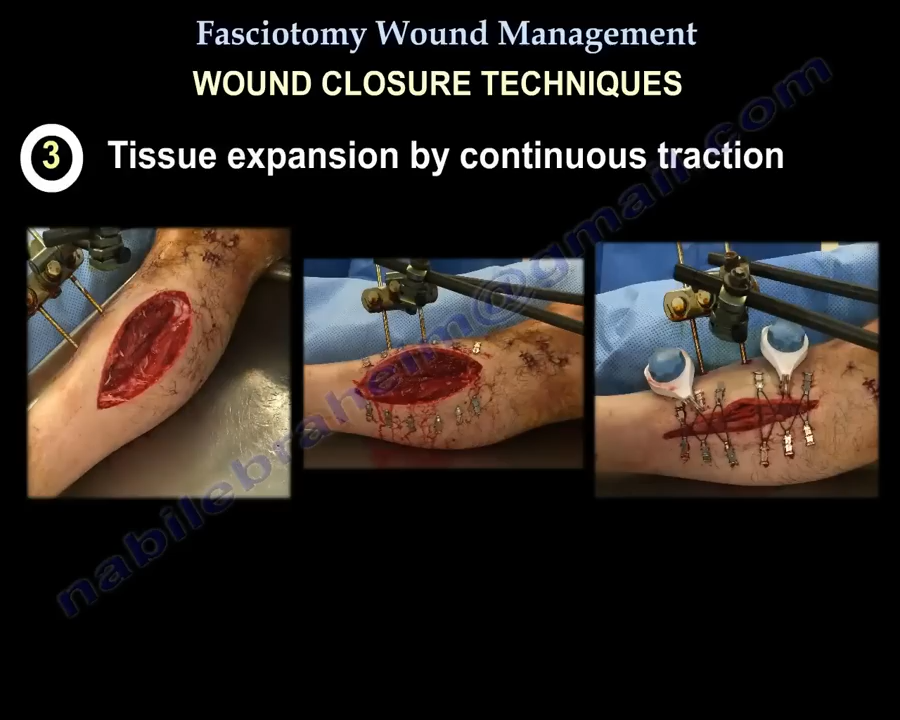 Fasciotomy Wound Management
WOUND CLOSURE TECHNIQUES
3 Tissue expansion by continuous traction
nabilebraheim@gmail.com